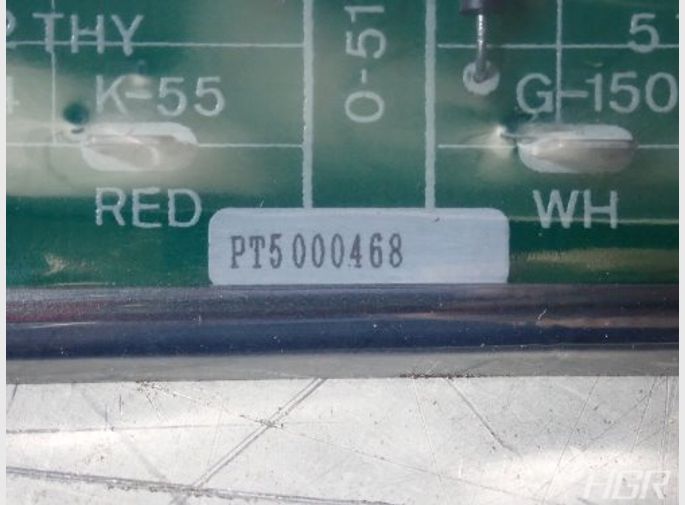 THY
5
K-55
0-51
G-150
RED
WH
PT5000468
HGR